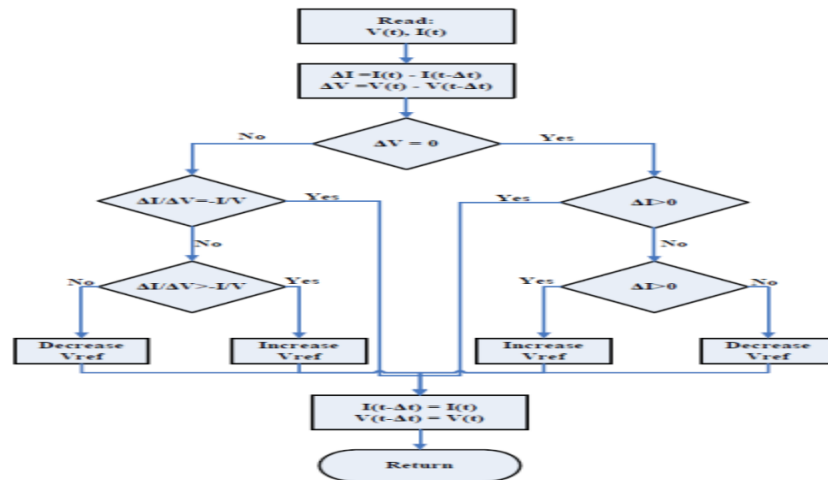 Read:
V(t), I(t)
ΔI =I(t) - I(t-Δt)
ΔV =V(t) - V(t-Δt)
No
Yes
ΔV = 0
ΔI/ΔV=-I/V
Yes
Yes
ΔI>0
No
No
No
ΔI/ΔV>-I/V
Yes
Yes
ΔI>0
No
Decrease
Vref
Increase
Vref
Increase
Vref
Decrease
Vref
I(t-Δt) = I(t)
V(t-Δt) = V(t)
Return